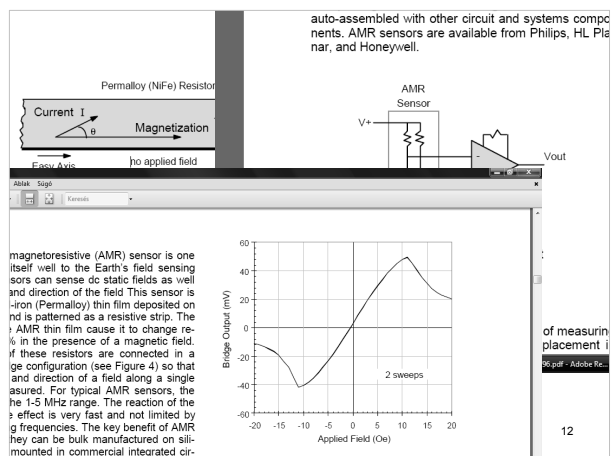 auto-assembled with other circuit and systems compo
nents. AMR sensors are available from Philips, HL Pla
nar, and Honeywell.
Permalloy (NiFe) Resistor
Current I
θ
Magnetization
no applied field
Easy Axis
AMR
Sensor
V+
-
Vout
Ablak Súgó
Keresés
magnetoresistive (AMR) sensor is one
itself well to the Earth's field sensing
sors can sense dc static fields as well
and direction of the field This sensor is
-iron (Permalloy) thin film deposited on
nd is patterned as a resistive strip. The
AMR thin film cause it to change re-
% in the presence of a magnetic field.
of these resistors are connected in a
ge configuration (see Figure 4) so that
and direction of a field along a single
asured. For typical AMR sensors, the
he 1-5 MHz range. The reaction of the
effect is very fast and not limited by
g frequencies. The key benefit of AMR
they can be bulk manufactured on sili-
mounted in commercial integrated cir-
Bridge Output (mV)
60
40
20
0
-20
-40
-60
2 sweeps
-20 -15 -10 -5 0 5 10 15 20
Applied Field (Oe)
of measurin
placement i
96.pdf - Adobe Re...
12